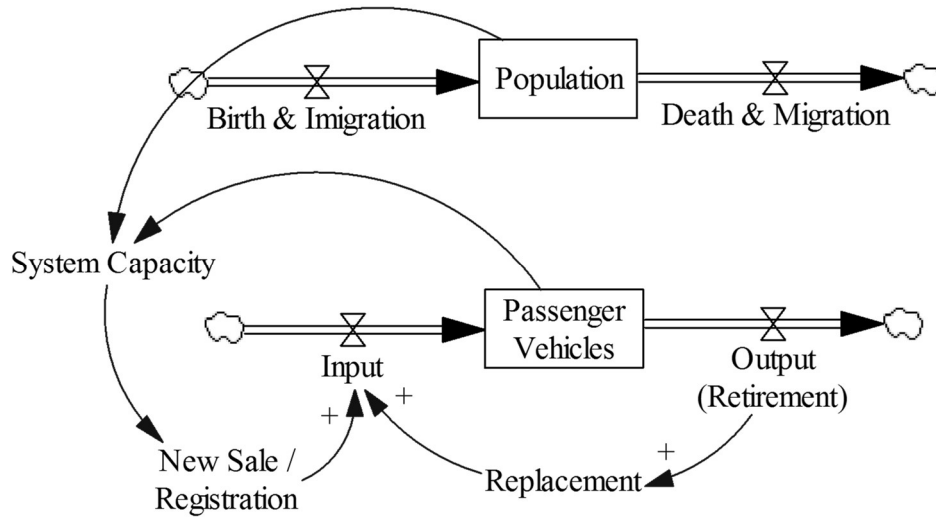 Population
Birth & Imigration
Death & Migration
System Capacity
Passenger
Vehicles
Input
Output
(Retirement)
+
+
+
New Sale /
Registration
Replacement